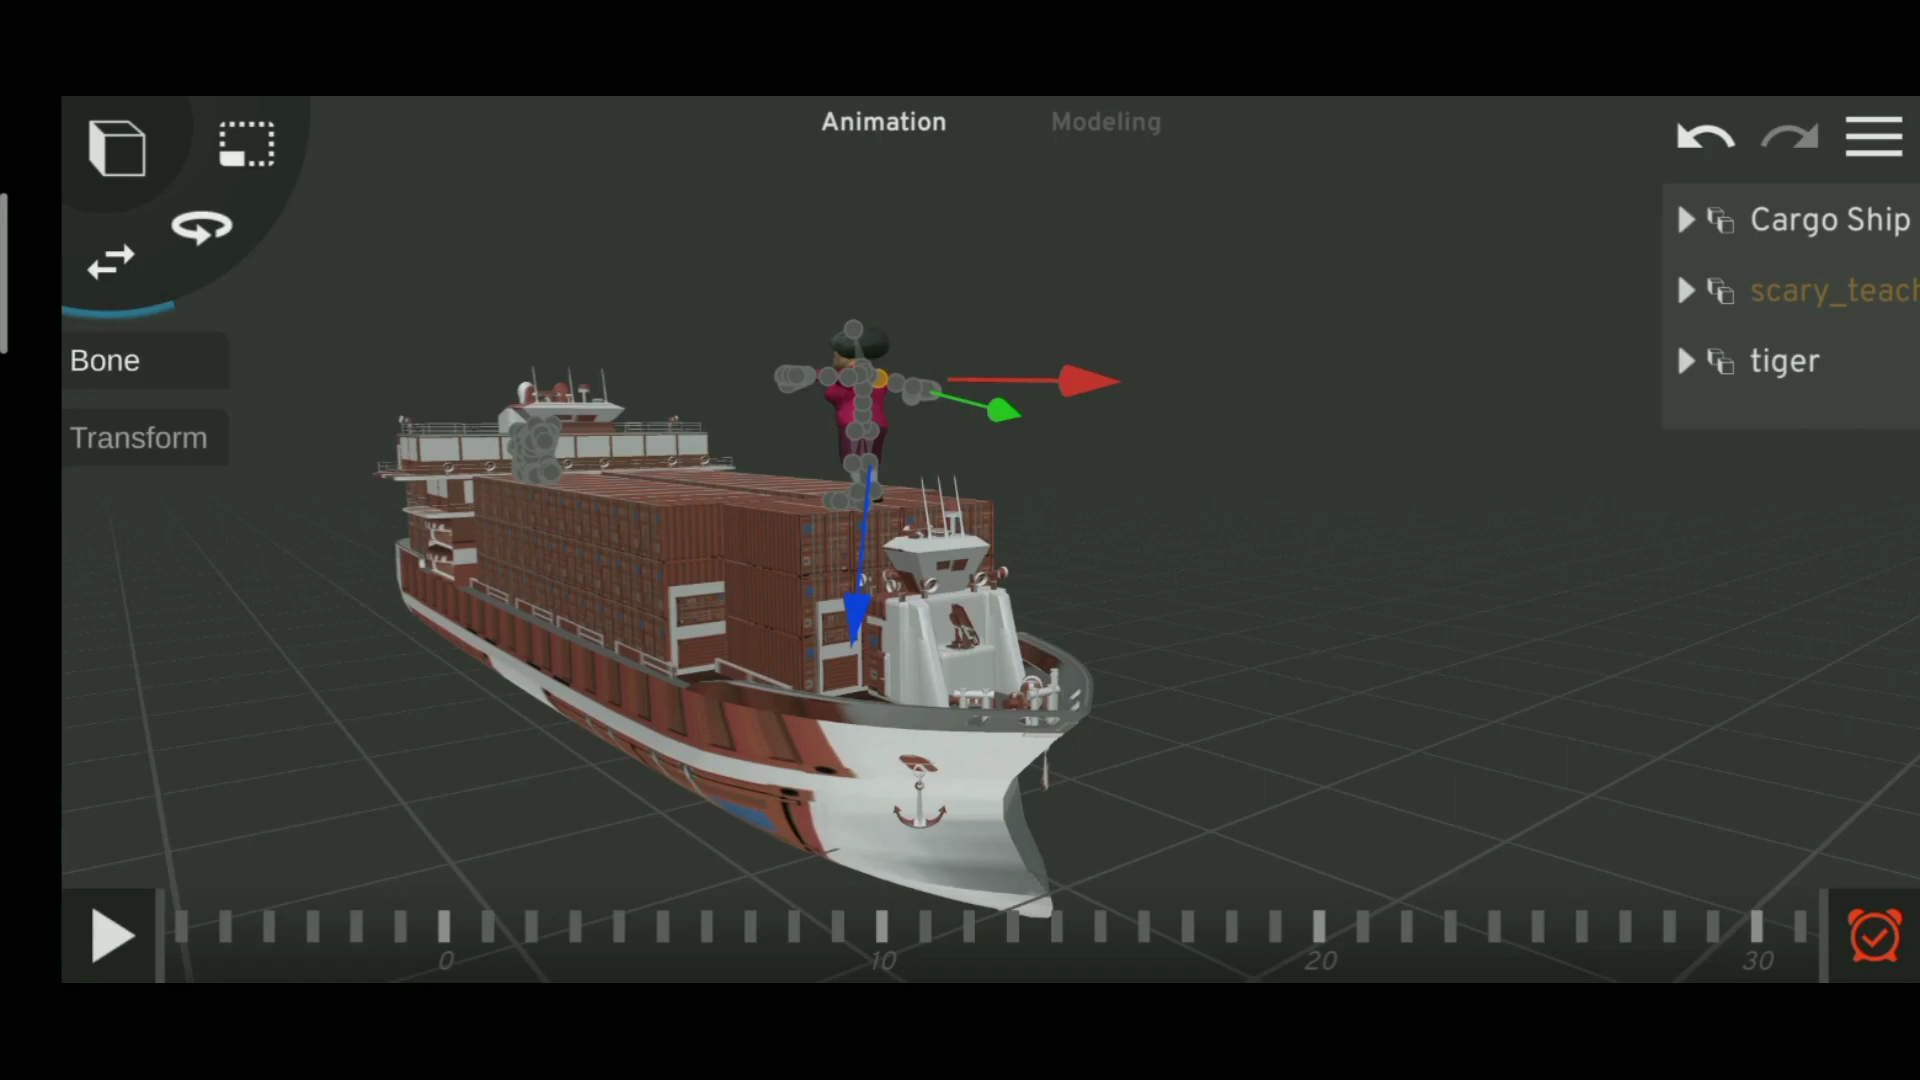 Animation Modeling
Cargo Ship
scary_teach
tiger
Bone
Transform
0 10 20 30